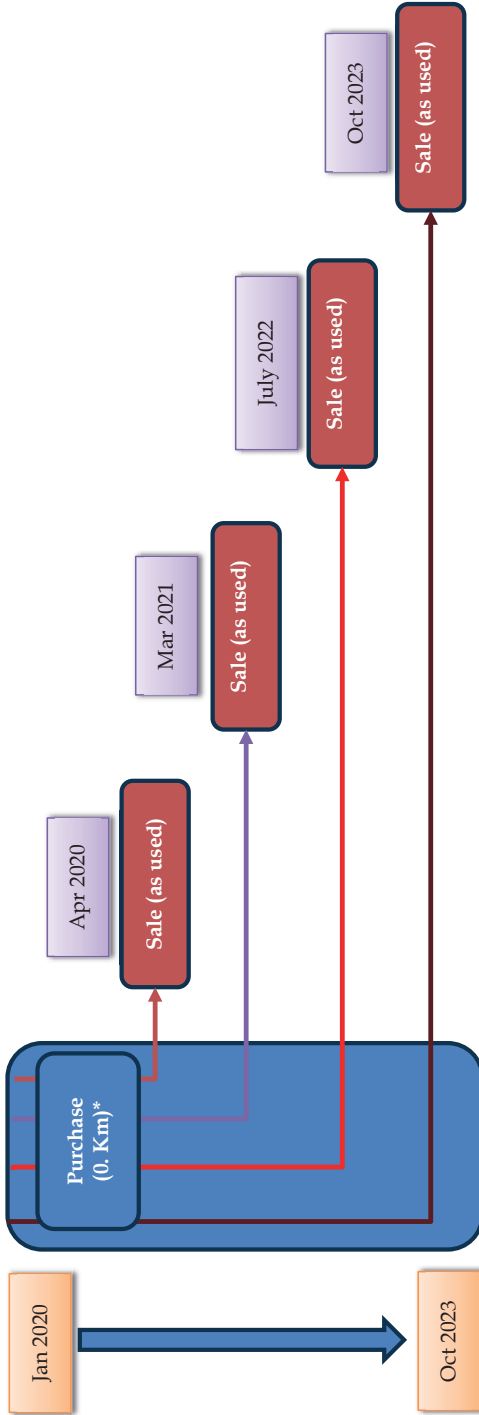 Jan 2020
Oct 2023
Purchase
(0. Km)*
Apr 2020
Sale (as used)
Mar 2021
Sale (as used)
July 2022
Sale (as used)
Oct 2023
Sale (as used)